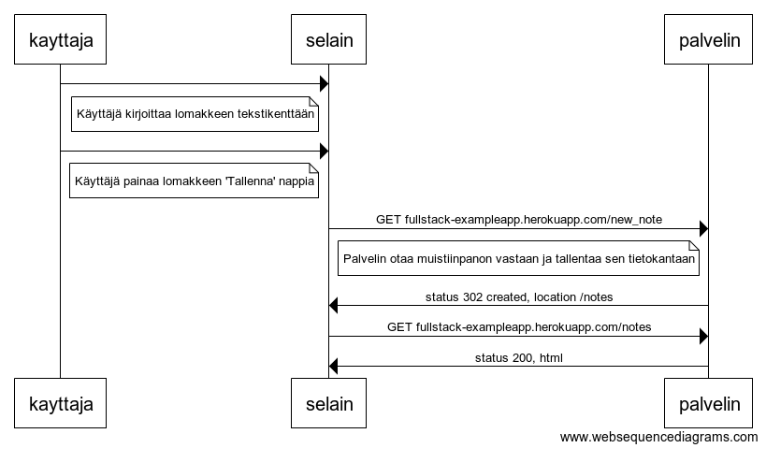 kayttaja selain palvelin
Käyttäjä kirjoittaa lomakkeen tekstikenttään
Käyttäjä painaa lomakkeen 'Tallenna' nappia
GET fullstack-exampleapp.herokuapp.com/new_note
Palvelin otaa muistiinpanon vastaan ja tallentaa sen tietokantaan
status 302 created, location /notes
GET fullstack-exampleapp.herokuapp.com/notes
status 200, html
kayttaja selain palvelin
www.websequencediagrams.com